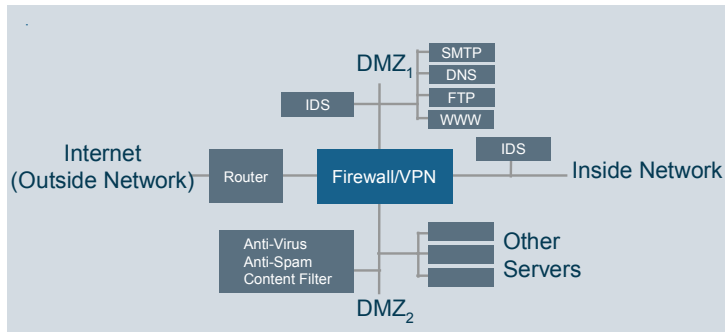 DMZ1
SMTP
DNS
FTP
WWW
IDS
IDS
Internet
(Outside Network)
Router
Firewall/VPN
Inside Network
Anti-Virus
Anti-Spam
Content Filter
Other
Servers
DMZ2